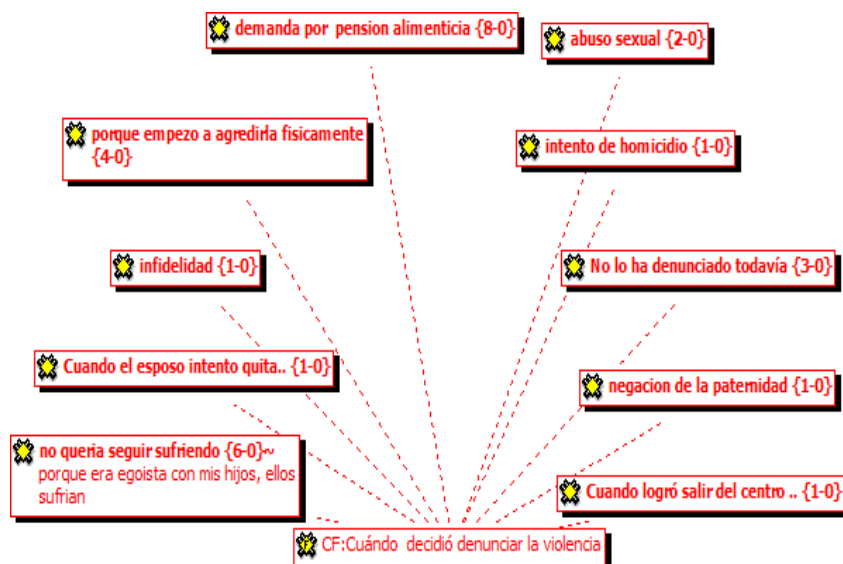 demanda por pension alimenticia {8-0}
abuso sexual {2-0}
porque empezo a agredirla fisicamente
{4-0}
intento de homicidio {1-0}
infidelidad {1-0}
No lo ha denunciado todavía {3-0}
Cuando el esposo intento quita.. {1-0}
negacion de la paternidad {1-0}
no queria seguir sufriendo {6-0}~
porque era egoista con mis hijos, ellos
sufrian
Cuando logró salir del centro .. {1-0}
CF:Cuándo decidió denunciar la violencia